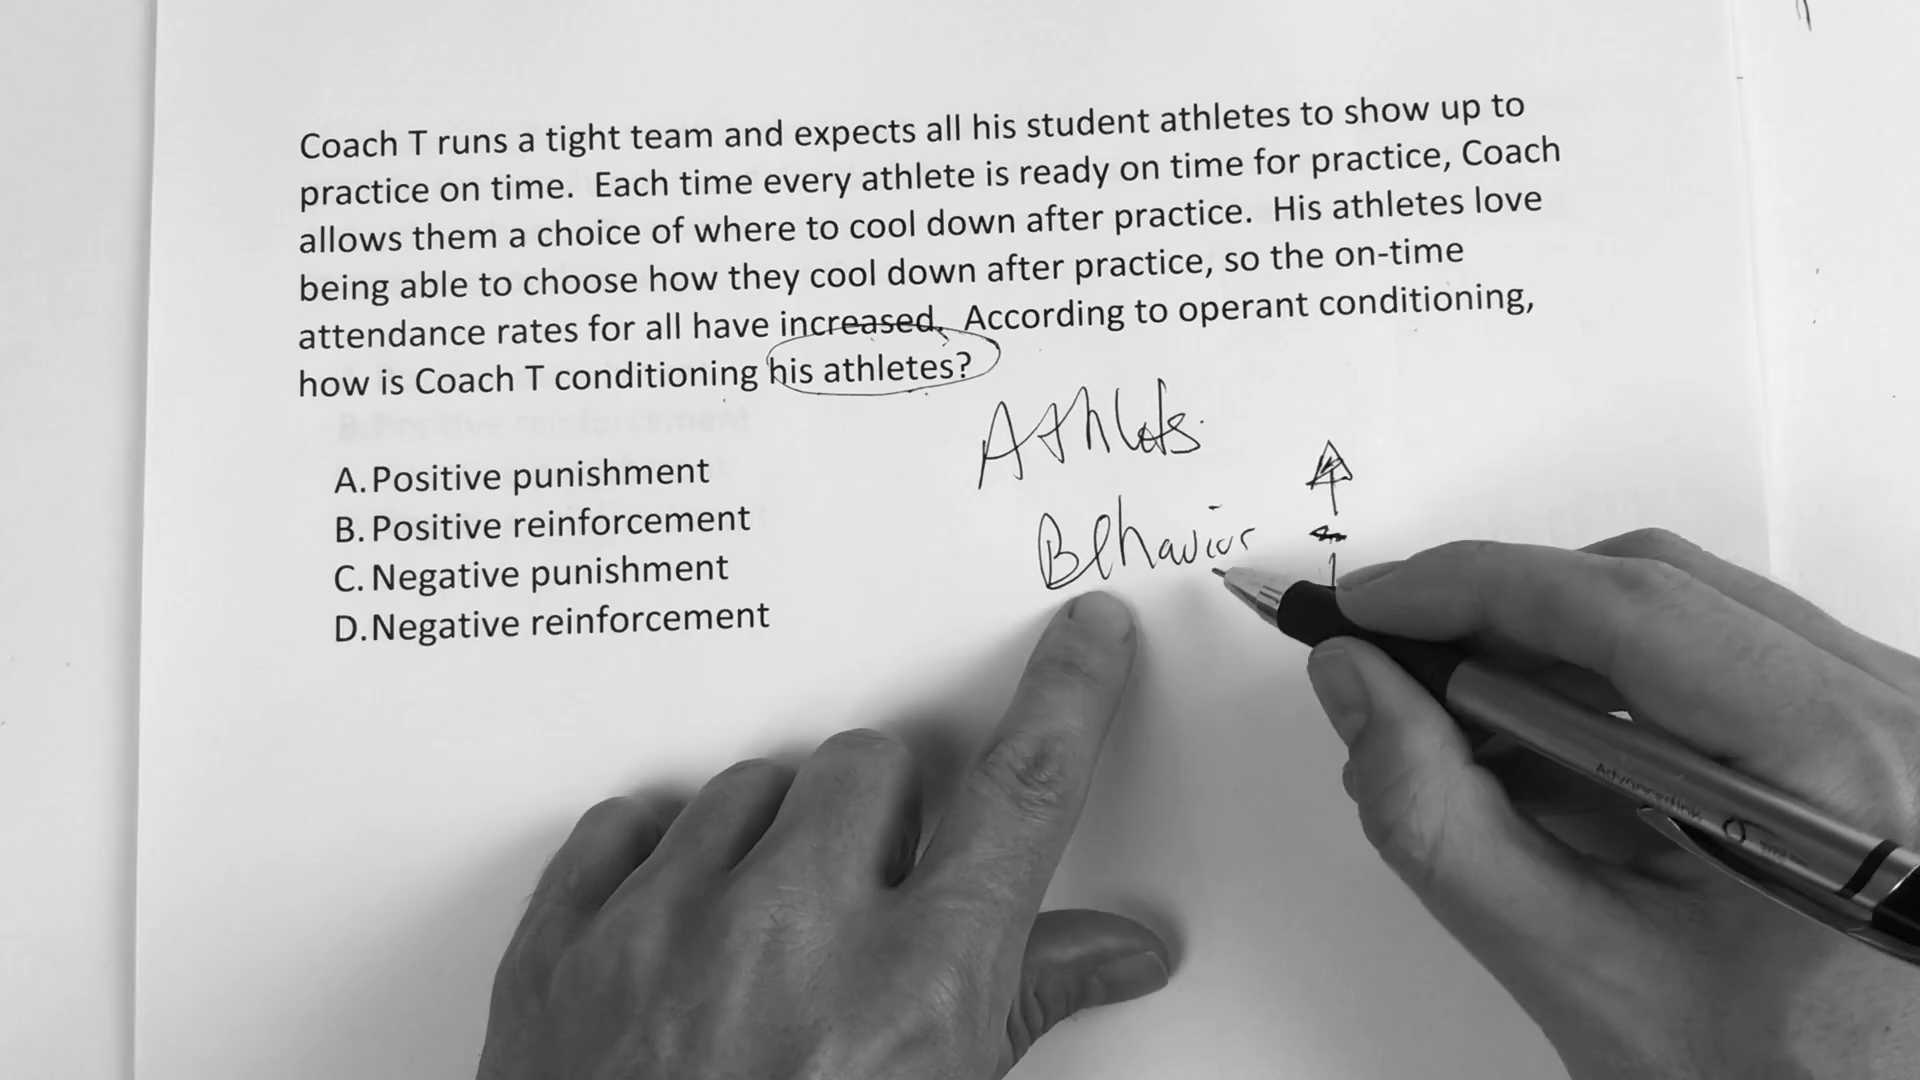 Coach T runs a tight team and expects all his student athletes to show up to
practice on time. Each time every athlete is ready on time for practice, Coach
allows them a choice of where to cool down after practice. His athletes love
being able to choose how they cool down after practice, so the on-time
attendance rates for all have increased. According to operant conditioning,
how is Coach T conditioning his athletes?
A. Positive punishment
B. Positive reinforcement
C. Negative punishment
D. Negative reinforcement
Behavior